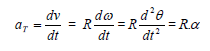 a_T = dv/dt = R dω/dt = R d²θ/dt² = R.α